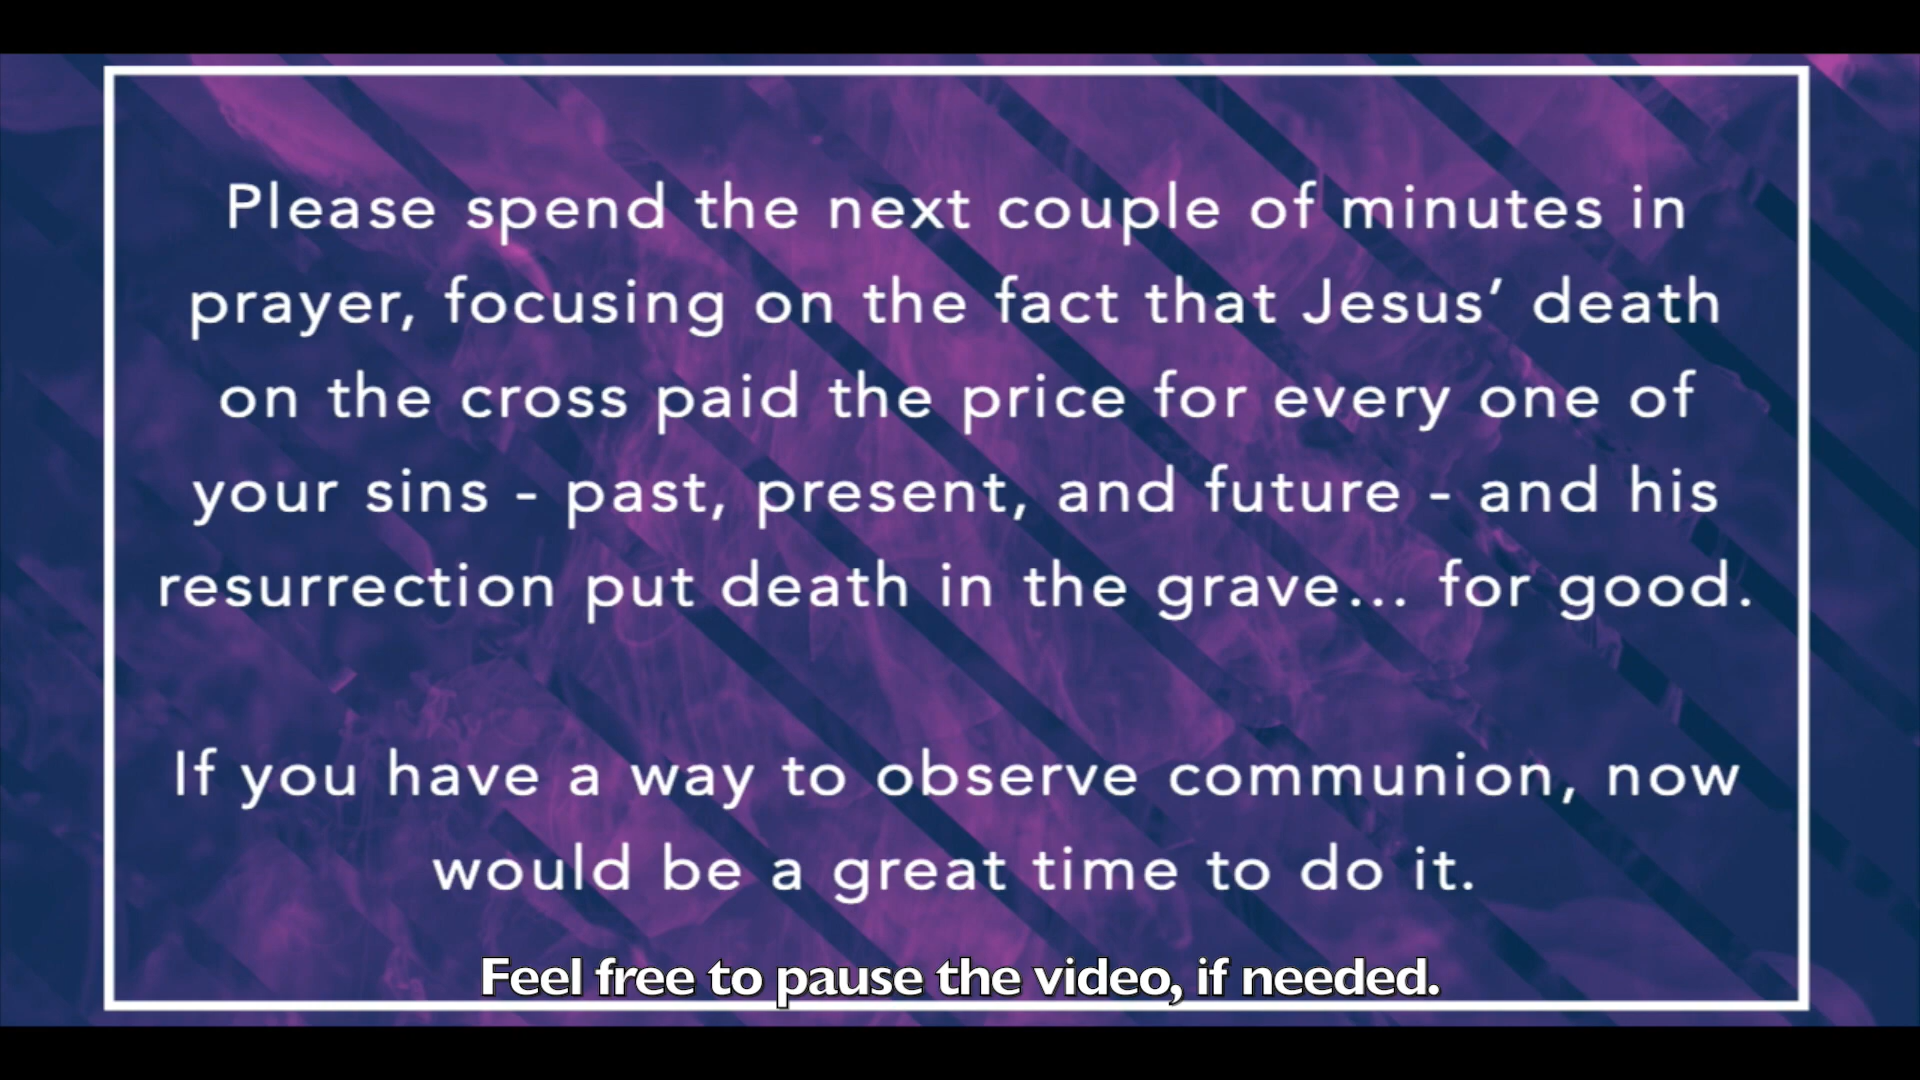 Please spend the next couple of minutes in
prayer, focusing on the fact that Jesus’ death
on the cross paid the price for every one of
your sins - past, present, and future - and his
resurrection put death in the grave... for good.
If you have a way to observe communion, now
would be a great time to do it.
Feel free to pause the video, if needed.